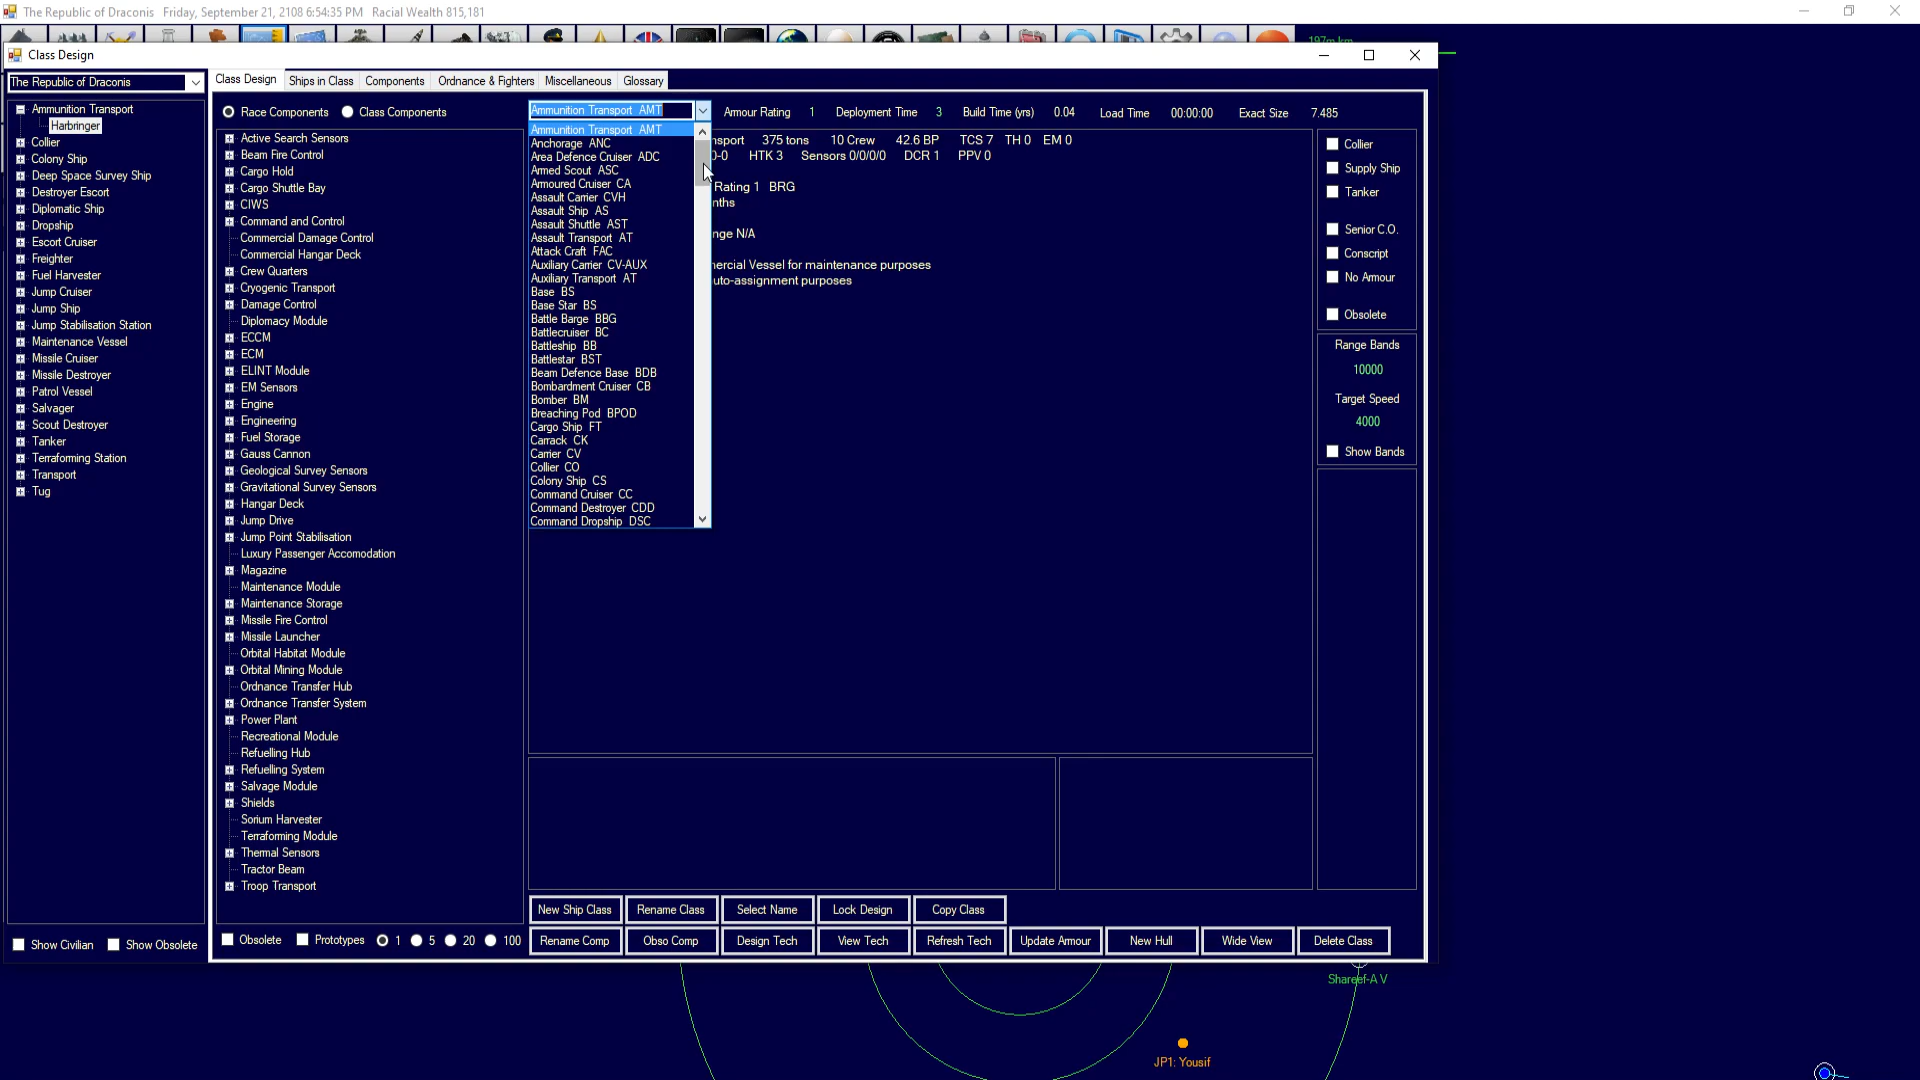 The Republic of Draconis Friday, September 21, 2108 6:54:35 PM Racial Wealth 815,181
197m km
Class Design
The Republic of Draconis
Ammunition Transport
Harbringer
Collier
Colony Ship
Deep Space Survey Ship
Destroyer Escort
Diplomatic Ship
Dropship
Escort Cruiser
Freighter
Fuel Harvester
Jump Cruiser
Jump Ship
Jump Stabilisation Station
Maintenance Vessel
Missile Cruiser
Missile Destroyer
Patrol Vessel
Salvager
Scout Destroyer
Tanker
Terraforming Station
Transport
Tug
Show Civilian Show Obsolete
Class Design Ships in Class Components Ordnance & Fighters Miscellaneous Glossary
Race Components Class Components
Active Search Sensors
Beam Fire Control
Cargo Hold
Cargo Shuttle Bay
CIWS
Command and Control
Commercial Damage Control
Commercial Hangar Deck
Crew Quarters
Cryogenic Transport
Damage Control
Diplomacy Module
ECCM
ECM
ELINT Module
EM Sensors
Engine
Engineering
Fuel Storage
Gauss Cannon
Geological Survey Sensors
Gravitational Survey Sensors
Hangar Deck
Jump Drive
Jump Point Stabilisation
Luxury Passenger Accomodation
Magazine
Maintenance Module
Maintenance Storage
Missile Fire Control
Missile Launcher
Orbital Habitat Module
Orbital Mining Module
Ordnance Transfer Hub
Ordnance Transfer System
Power Plant
Recreational Module
Refuelling Hub
Refuelling System
Salvage Module
Shields
Sorium Harvester
Terraforming Module
Thermal Sensors
Tractor Beam
Troop Transport
Obsolete Prototypes 1 5 20 100
Ammunition Transport AMT
Armour Rating 1 Deployment Time 3 Build Time (yrs) 0.04 Load Time 00:00:00 Exact Size 7.485
Ammunition Transport AMT
Anchorage ANC
Area Defence Cruiser ADC
Armed Scout ASC
Armoured Cruiser CA
Assault Carrier CVH
Assault Ship AS
Assault Shuttle AST
Assault Transport AT
Attack Craft FAC
Auxiliary Carrier CV-AUX
Auxiliary Transport AT
Base BS
Base Star BS
Battle Barge BBG
Battlecruiser BC
Battleship BB
Battlestar BST
Beam Defence Base BDB
Bombardment Cruiser CB
Bomber BM
Breaching Pod BPOD
Cargo Ship FT
Carrack CK
Carrier CV
Collier CO
Colony Ship CS
Command Cruiser CC
Command Destroyer CDD
Command Dropship DSC
nsport 375 tons 10 Crew 42.6 BP TCS 7 TH 0 EM 0
0-0 HTK 3 Sensors 0/0/0/0 DCR 1 PPV 0
Rating 1 BRG
nths
nge N/A
ercial Vessel for maintenance purposes
uto-assignment purposes
Collier
Supply Ship
Tanker
Senior C.O.
Conscript
No Armour
Obsolete
Range Bands
10000
Target Speed
4000
Show Bands
New Ship Class Rename Class Select Name Lock Design Copy Class
Rename Comp Obso Comp Design Tech View Tech Refresh Tech Update Armour New Hull Wide View Delete Class
Shareef-A V
JP1: Yousif